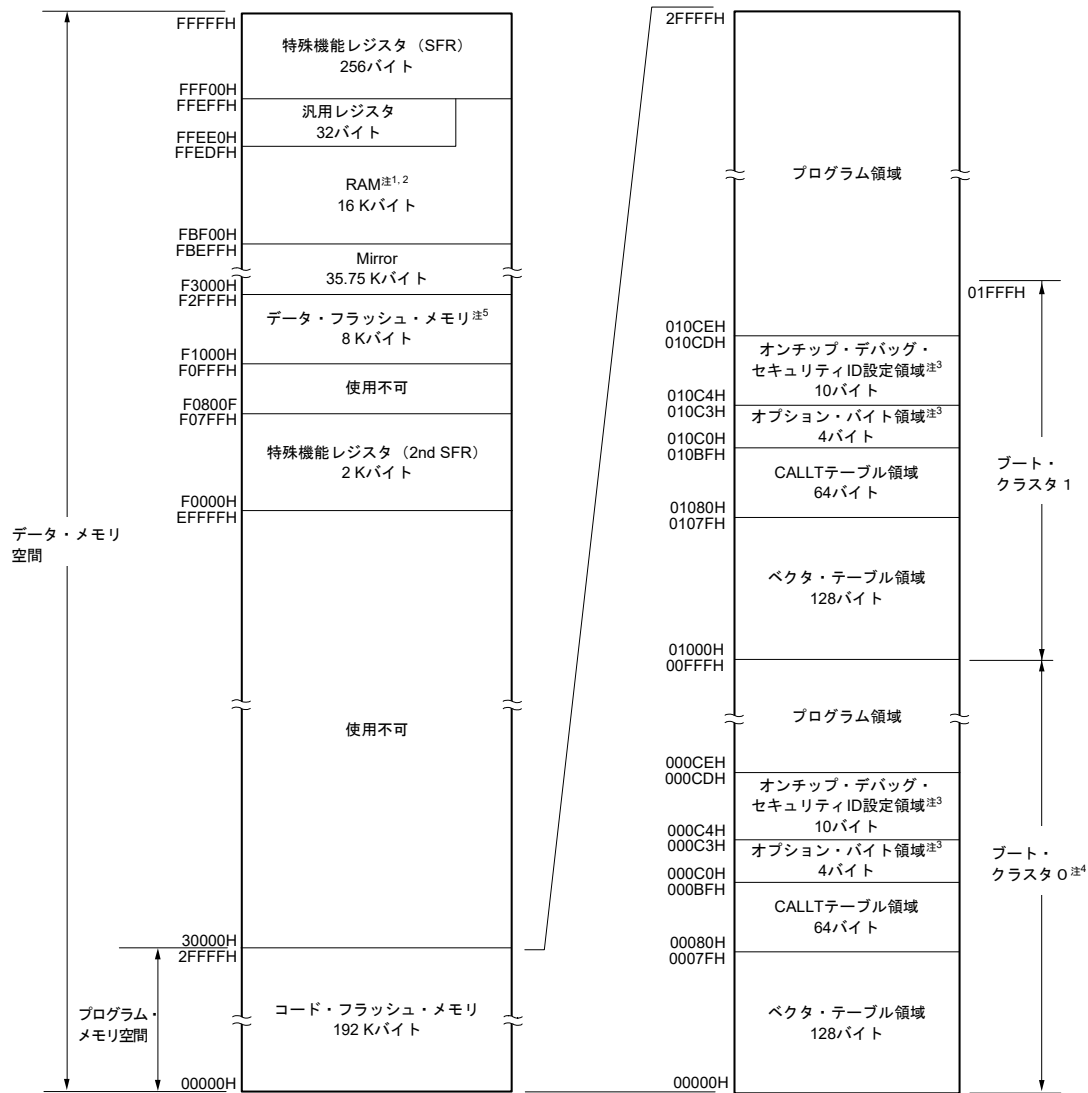 FFFFFH
特殊機能レジスタ（SFR）
256バイト
FFF00H
FFEFFH
汎用レジスタ
32バイト
FFEE0H
FFEDFH
RAM注1, 2
16 Kバイト
FBF00H
FBEFFH
Mirror
35.75 Kバイト
F3000H
F2FFFH
データ・フラッシュ・メモリ注5
8 Kバイト
F1000H
F0FFFH
使用不可
F0800F
F07FFH
特殊機能レジスタ（2nd SFR）
2 Kバイト
F0000H
EFFFFH
データ・メモリ
空間
使用不可
30000H
2FFFFH
プログラム・
メモリ空間
コード・フラッシュ・メモリ
192 Kバイト
00000H
2FFFFH
プログラム領域
01FFFH
010CEH
010CDH
オンチップ・デバッグ・
セキュリティID設定領域注3
10バイト
010C4H
010C3H
オプション・バイト領域注3
4バイト
010C0H
010BFH
CALLTテーブル領域
64バイト
ブート・
クラスタ 1
01080H
0107FH
ベクタ・テーブル領域
128バイト
01000H
00FFFH
プログラム領域
000CEH
000CDH
オンチップ・デバッグ・
セキュリティID設定領域注3
10バイト
000C4H
000C3H
オプション・バイト領域注3
4バイト
000C0H
000BFH
ブート・
クラスタ 0 注4
CALLTテーブル領域
64バイト
00080H
0007FH
ベクタ・テーブル領域
128バイト
00000H